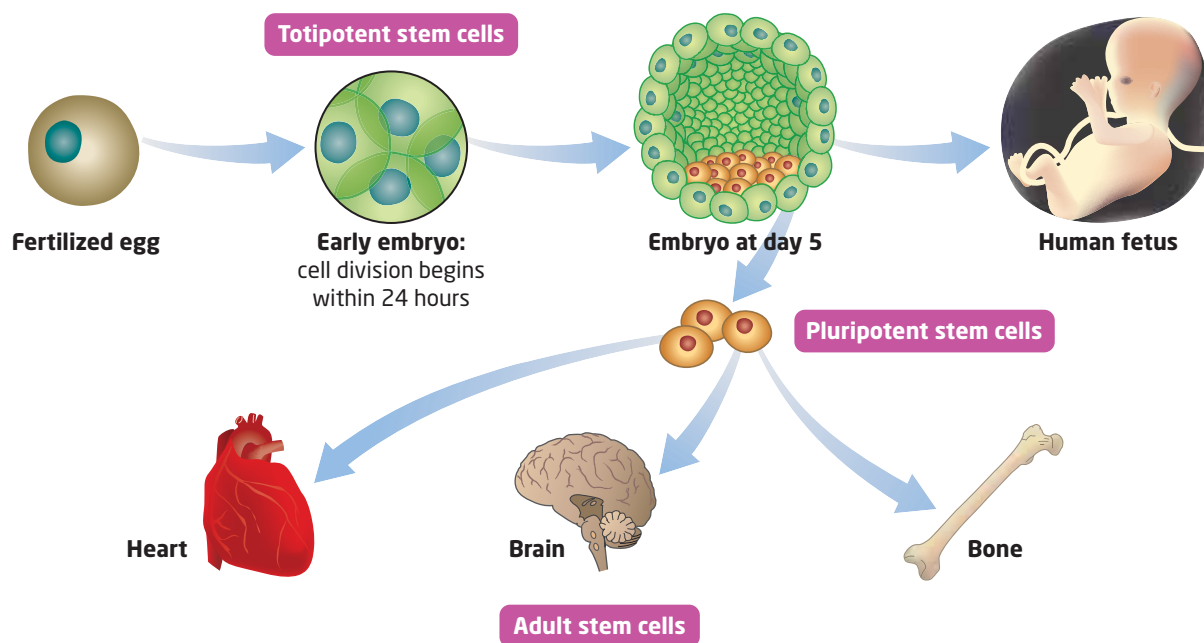 Totipotent stem cells
Fertilized egg
Early embryo:
cell division begins
within 24 hours
Embryo at day 5
Human fetus
Pluripotent stem cells
Heart
Brain
Bone
Adult stem cells